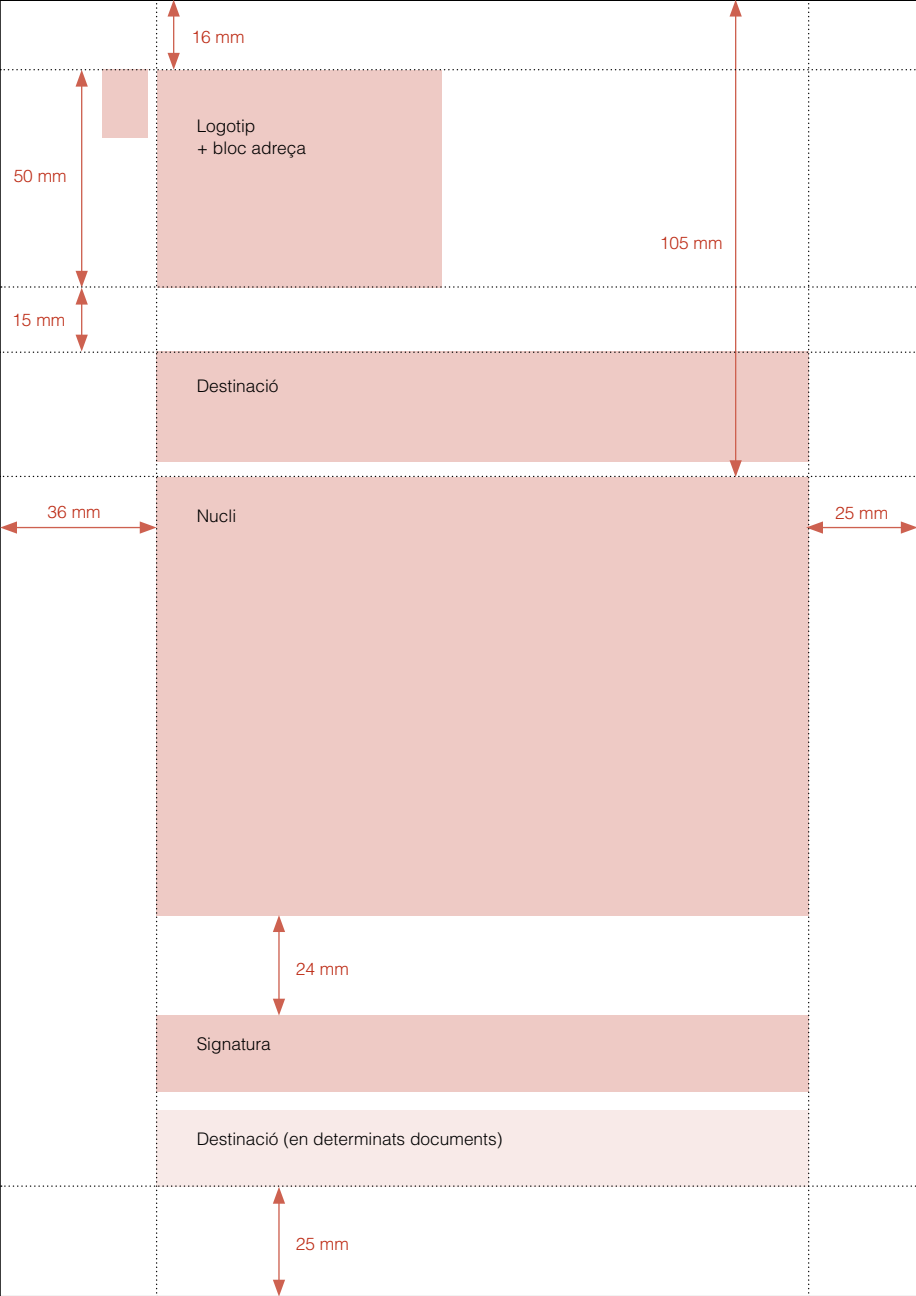 16 mm
Logotip
+ bloc adreça
50 mm
105 mm
15 mm
Destinació
36 mm
Nucli
25 mm
24 mm
Signatura
Destinació (en determinats documents)
25 mm